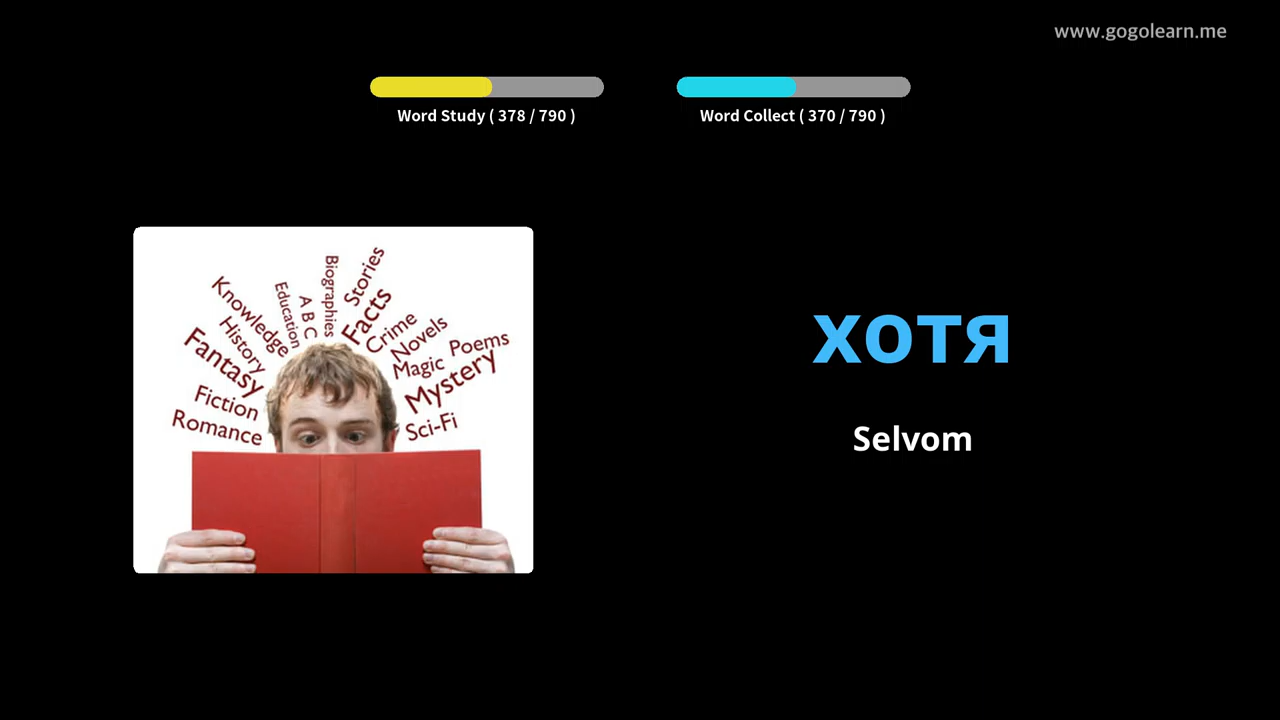 www.gogolearn.me
Word Study ( 378 / 790 )
Word Collect ( 370 / 790 )
Stories
Biographies
Facts
A B C
Education
Knowledge
History
Fantasy
Fiction
Romance
Crime
Novels
Poems
Magic
Mystery
Sci-Fi
хотя
Selvom